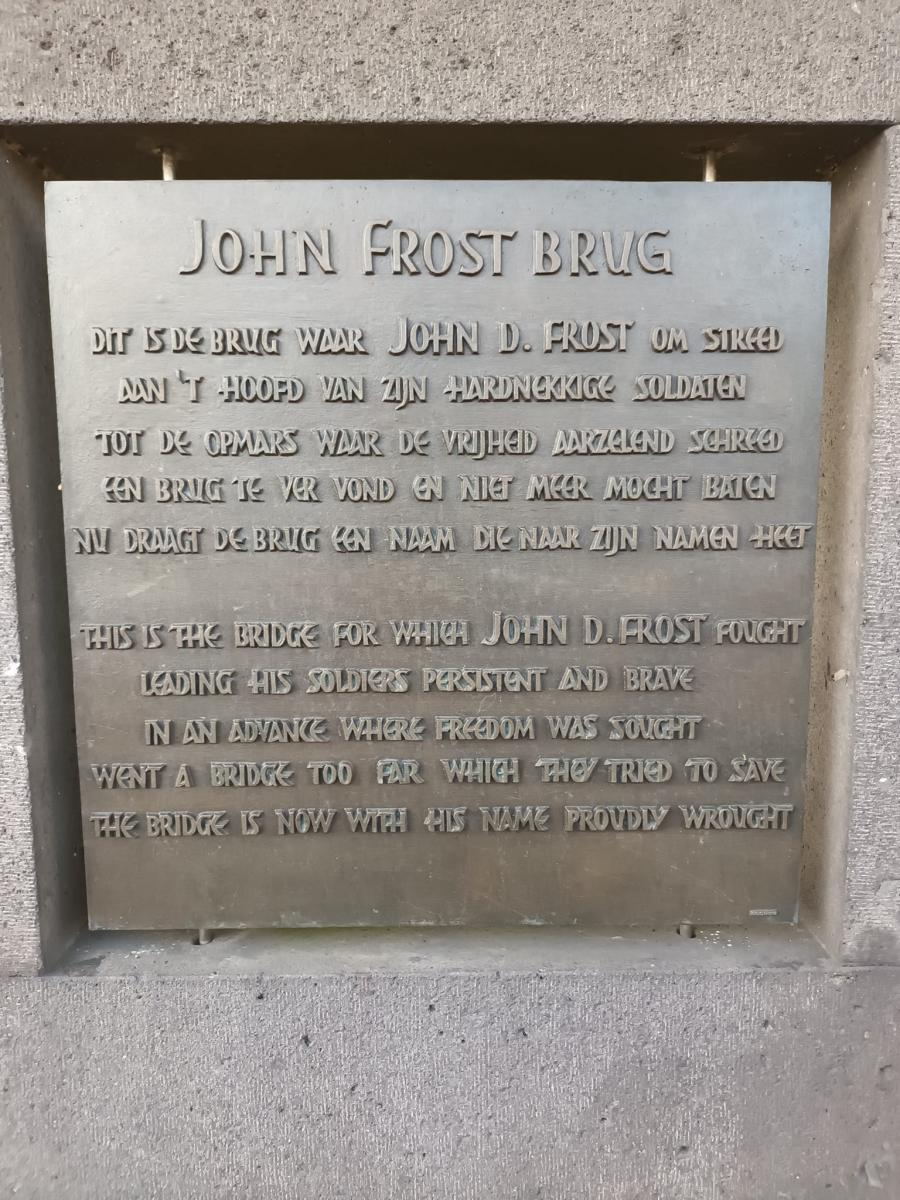 JOHN FROST BRUG
DIT IS DE BRUG WAAR JOHN D. FROST OM STREED
AAN 'T HOOFD VAN ZIJN HARDNEKKIGE SOLDATEN
TOT DE OPMARS WAAR DE VRIJHEID AARZELEND SCHREED
EEN BRUG TE VER VOND EN NIET MEER MOCHT BATEN
NU DRAAGT DE BRUG EEN NAAM DIE NAAR ZIJN NAMEN HEET
THIS IS THE BRIDGE FOR WHICH JOHN D. FROST FOUGHT
LEADING HIS SOLDIERS PERSISTENT AND BRAVE
IN AN ADVANCE WHERE FREEDOM WAS SOUGHT
WENT A BRIDGE TOO FAR WHICH THEY TRIED TO SAVE
THE BRIDGE IS NOW WITH HIS NAME PROUDLY WROUGHT